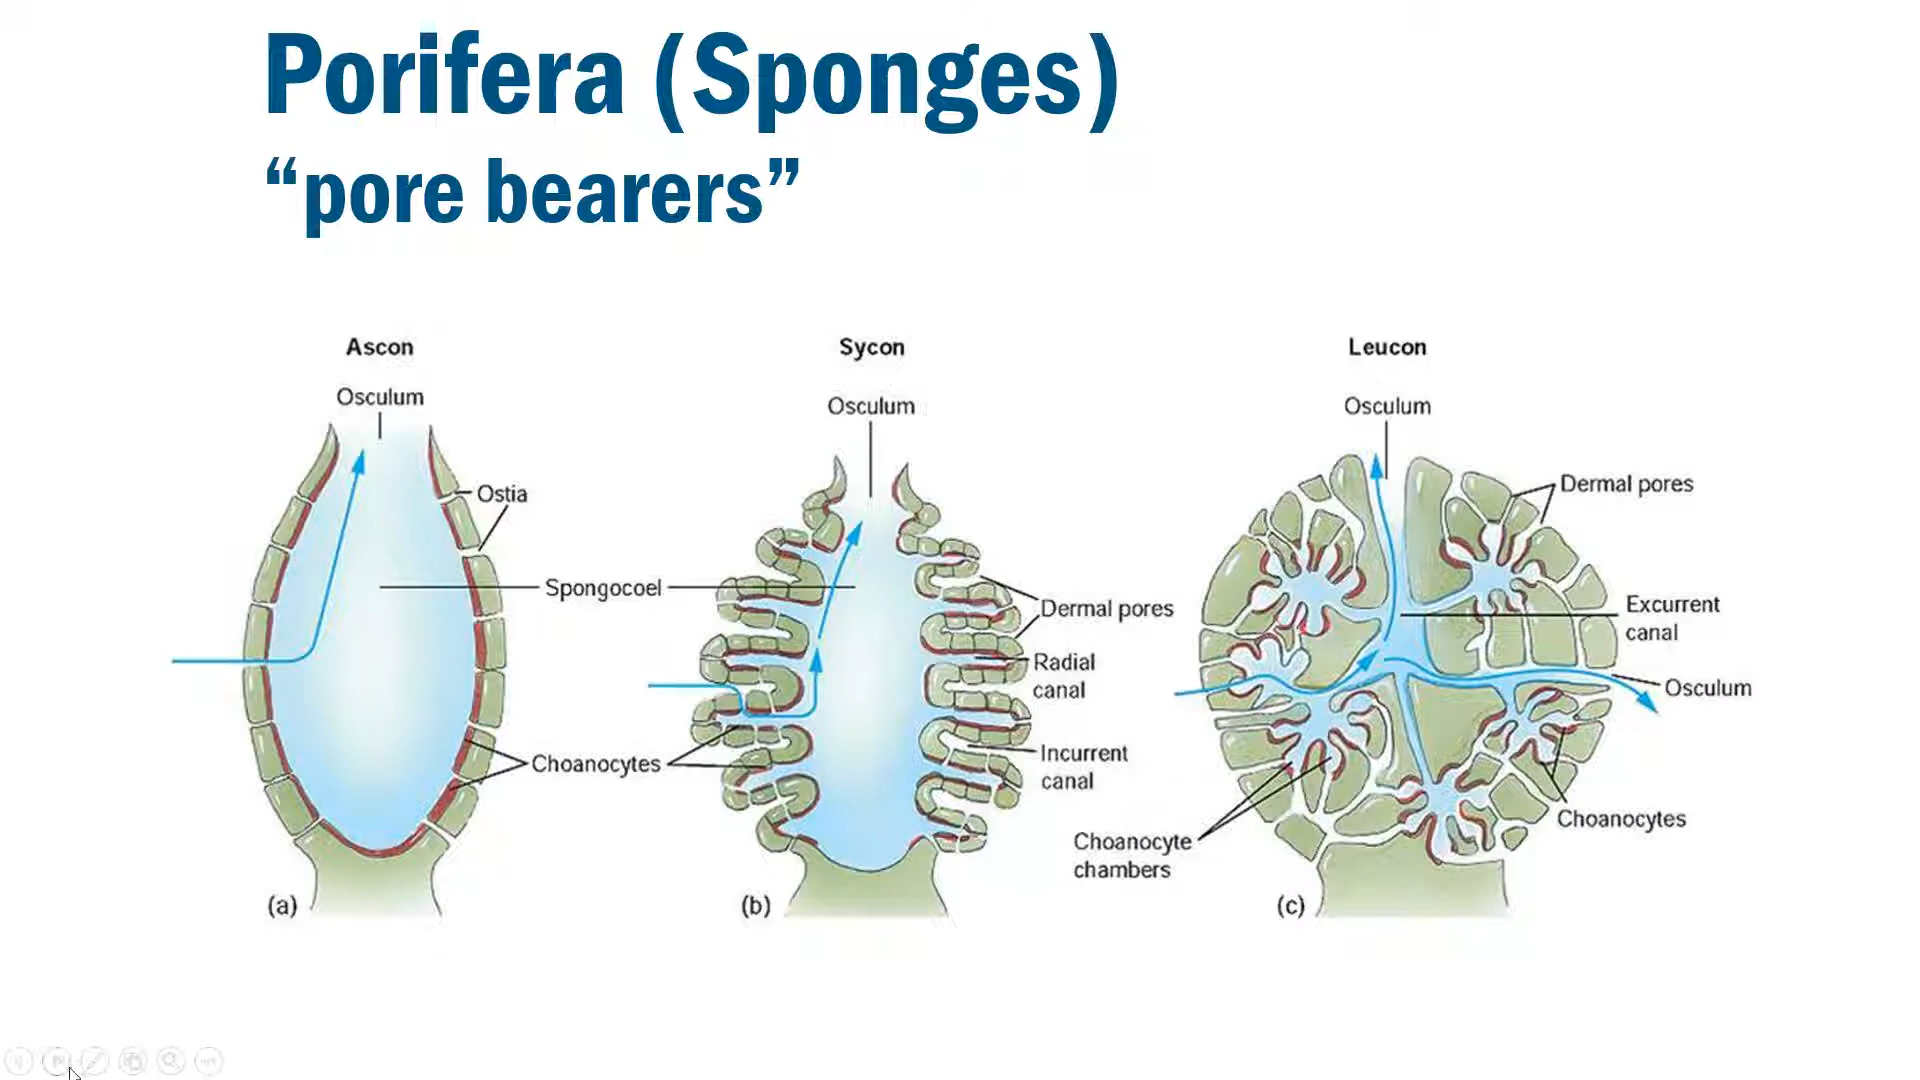 Porifera (Sponges)
“pore bearers”
Ascon
Osculum
Ostia
Spongocoel
Choanocytes
(a)
Sycon
Osculum
Dermal pores
Radial
canal
Incurrent
canal
(b)
Leucon
Osculum
Dermal pores
Excurrent
canal
Osculum
Choanocytes
Choanocyte
chambers
(c)